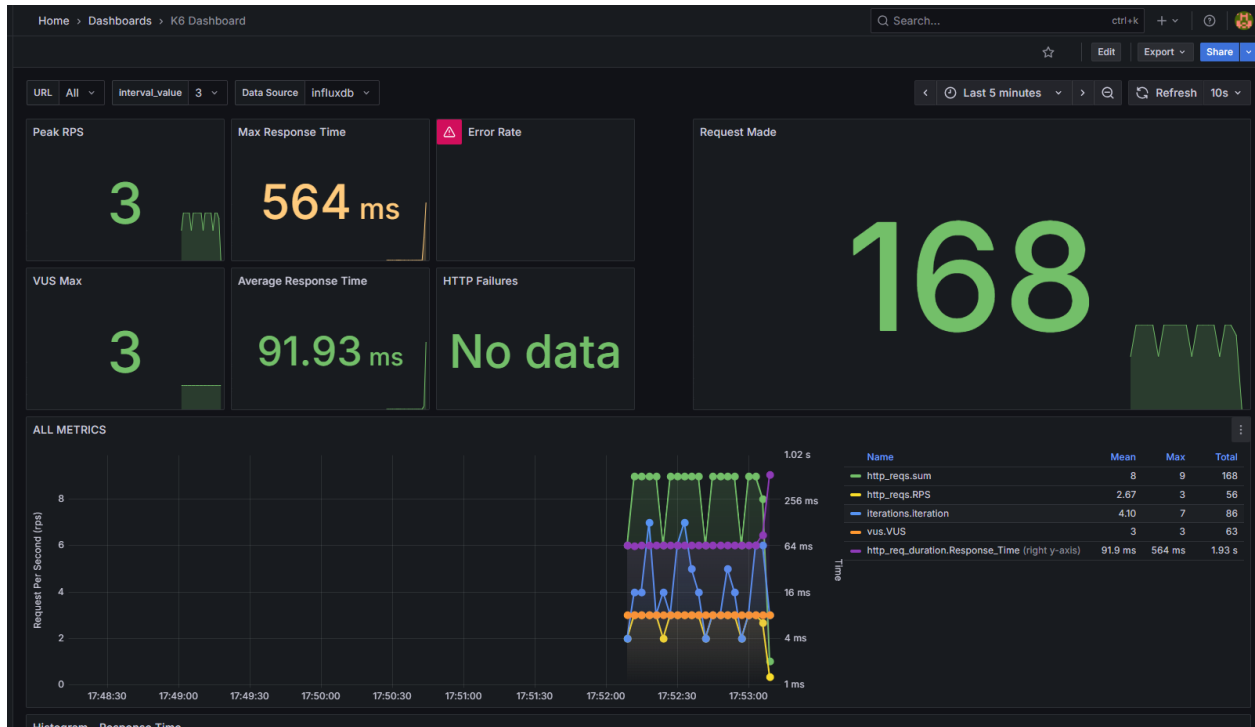 Home › Dashboards › K6 Dashboard
Search... ctrl+k
Edit Export Share
URL All interval_value 3 Data Source influxdb
Last 5 minutes Refresh 10s
Peak RPS
3
Max Response Time
564 ms
Error Rate
Request Made
168
VUS Max
3
Average Response Time
91.93 ms
HTTP Failures
No data
ALL METRICS
Request Per Second (rps)
8
6
4
2
0
17:48:30 17:49:00 17:49:30 17:50:00 17:50:30 17:51:00 17:51:30 17:52:00 17:52:30 17:53:00
1.02 s
256 ms
64 ms
16 ms
4 ms
1 ms
Time
Name Mean Max Total
http_reqs.sum 8 9 168
http_reqs.RPS 2.67 3 56
iterations.iteration 4.10 7 86
vus.VUS 3 3 63
http_req_duration.Response_Time (right y-axis) 91.9 ms 564 ms 1.93 s
Histogram - Response Time